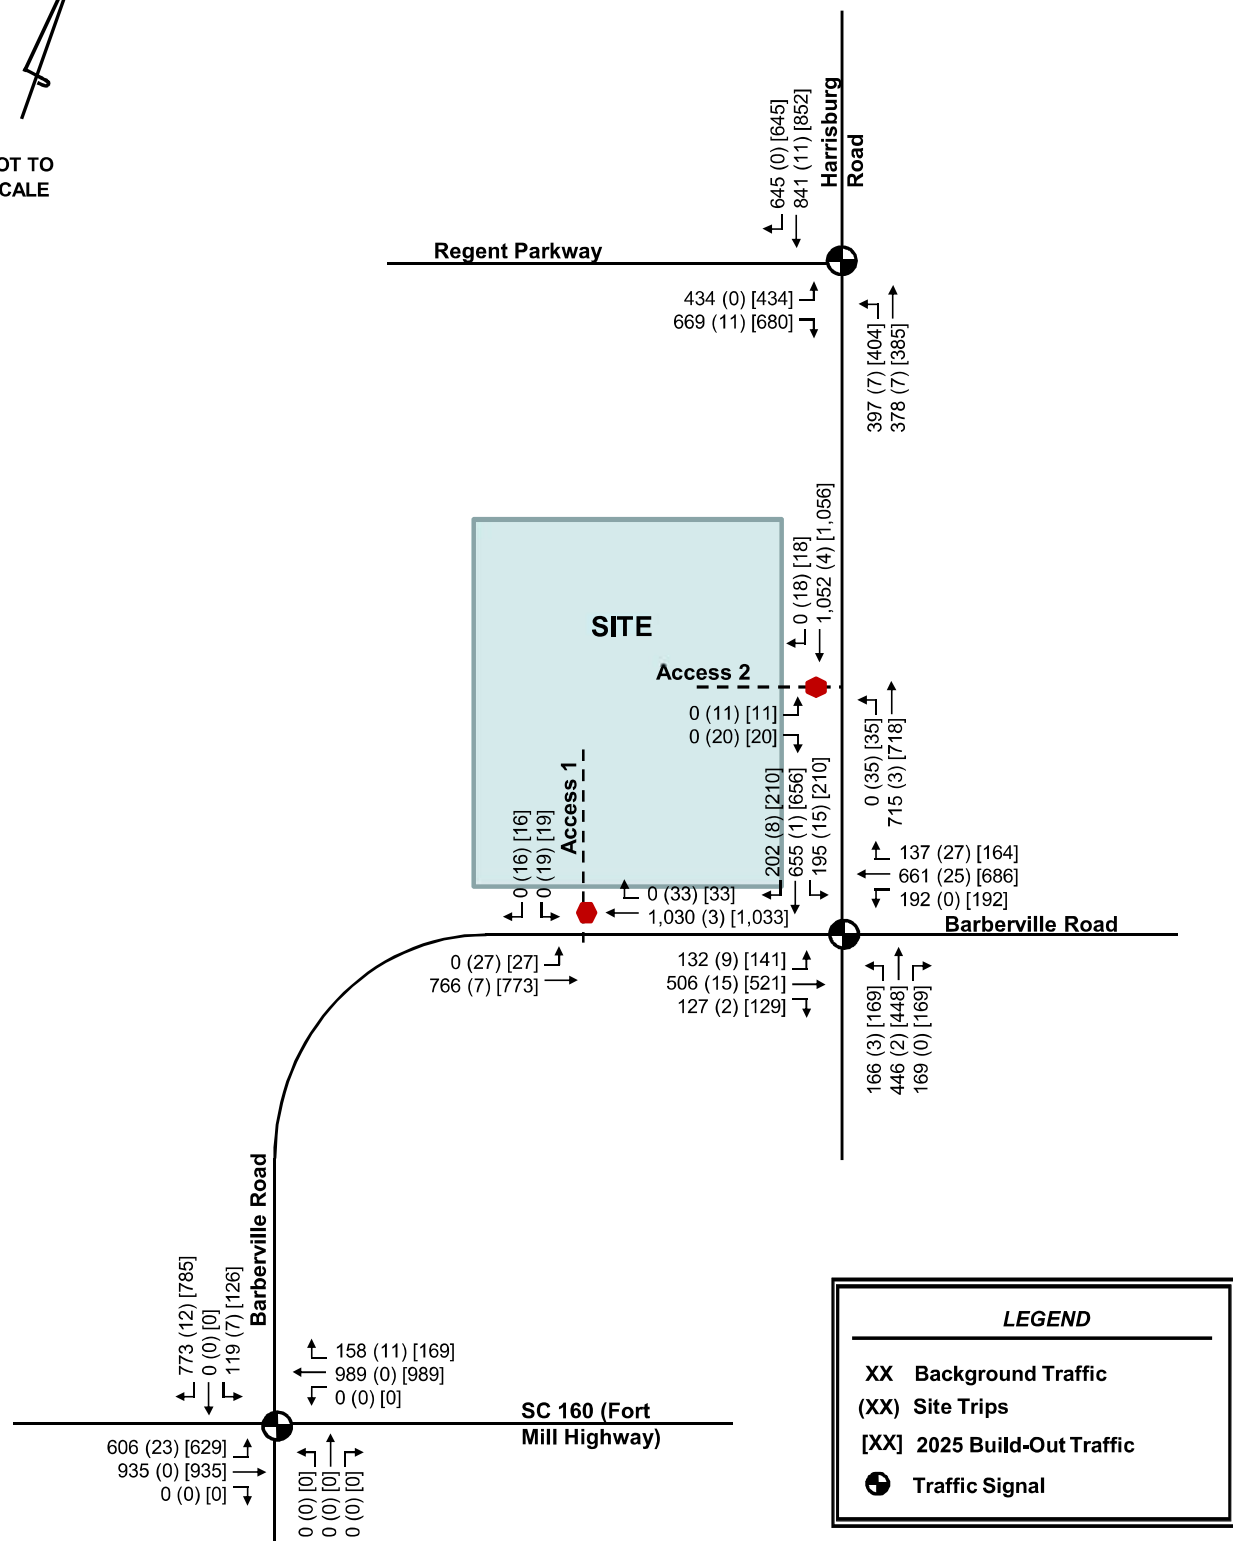 OT TO
CALE
645 (0) [645]
841 (11) [852]
Harrisburg
Road
Regent Parkway
434 (0) [434]
669 (11) [680]
397 (7) [404]
378 (7) [385]
0 (18) [18]
1,052 (4) [1,056]
SITE
Access 2
0 (11) [11]
0 (20) [20]
0 (35) [35]
715 (3) [718]
Access 1
0 (16) [16]
0 (19) [19]
202 (8) [210]
655 (1) [656]
195 (15) [210]
137 (27) [164]
661 (25) [686]
192 (0) [192]
0 (33) [33]
1,030 (3) [1,033]
Barberville Road
0 (27) [27]
766 (7) [773]
132 (9) [141]
506 (15) [521]
127 (2) [129]
166 (3) [169]
446 (2) [448]
169 (0) [169]
Barberville Road
773 (12) [785]
0 (0) [0]
119 (7) [126]
158 (11) [169]
989 (0) [989]
0 (0) [0]
SC 160 (Fort
Mill Highway)
606 (23) [629]
935 (0) [935]
0 (0) [0]
0 (0) [0]
0 (0) [0]
0 (0) [0]
LEGEND
XX Background Traffic
(XX) Site Trips
[XX] 2025 Build-Out Traffic
Traffic Signal